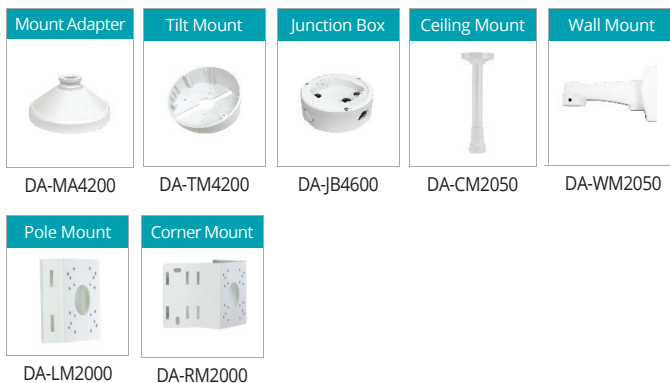 Mount Adapter
Tilt Mount
Junction Box
Ceiling Mount
Wall Mount
DA-MA4200
DA-TM4200
DA-JB4600
DA-CM2050
DA-WM2050
Pole Mount
Corner Mount
DA-LM2000
DA-RM2000